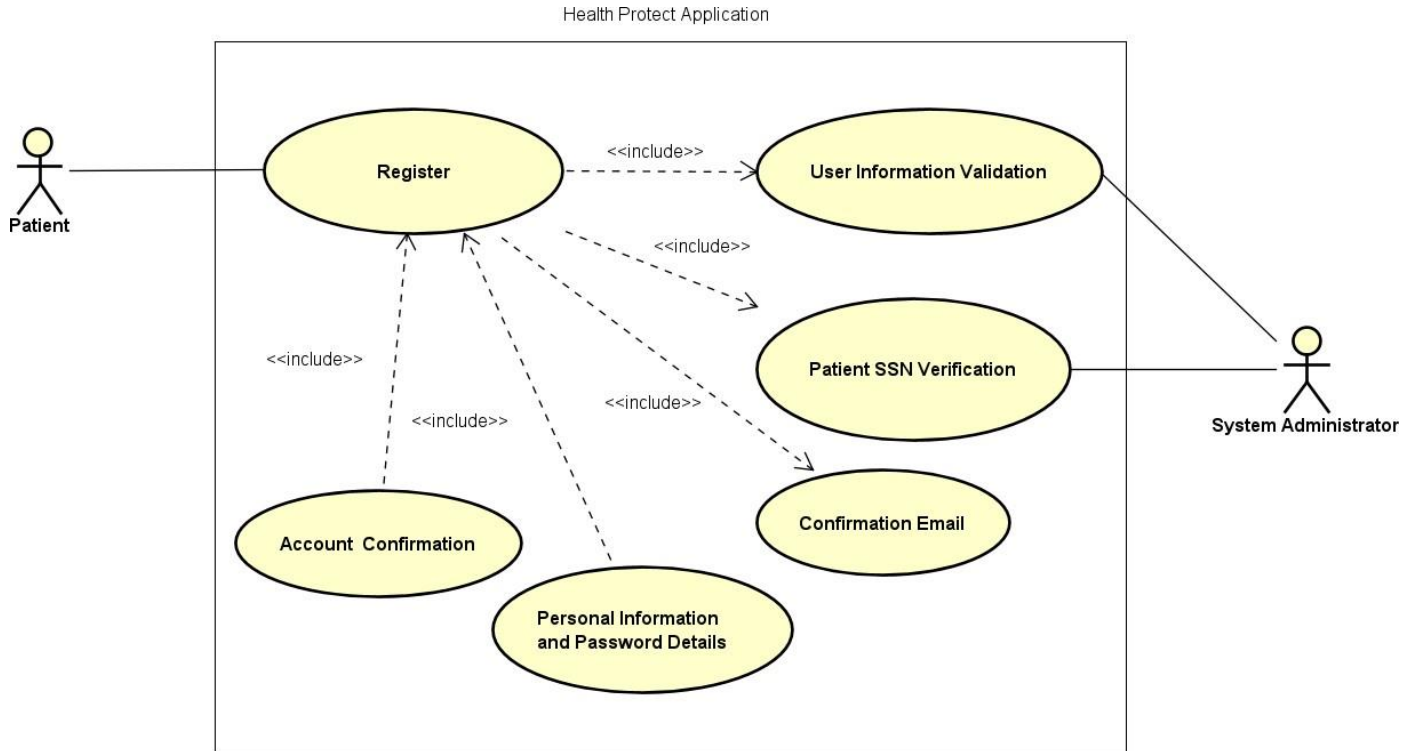 Health Protect Application
Register
<<include>>
User Information Validation
Patient
<<include>>
Patient SSN Verification
<<include>>
<<include>>
<<include>>
System Administrator
Confirmation Email
Account  Confirmation
Personal Information
and Password Details